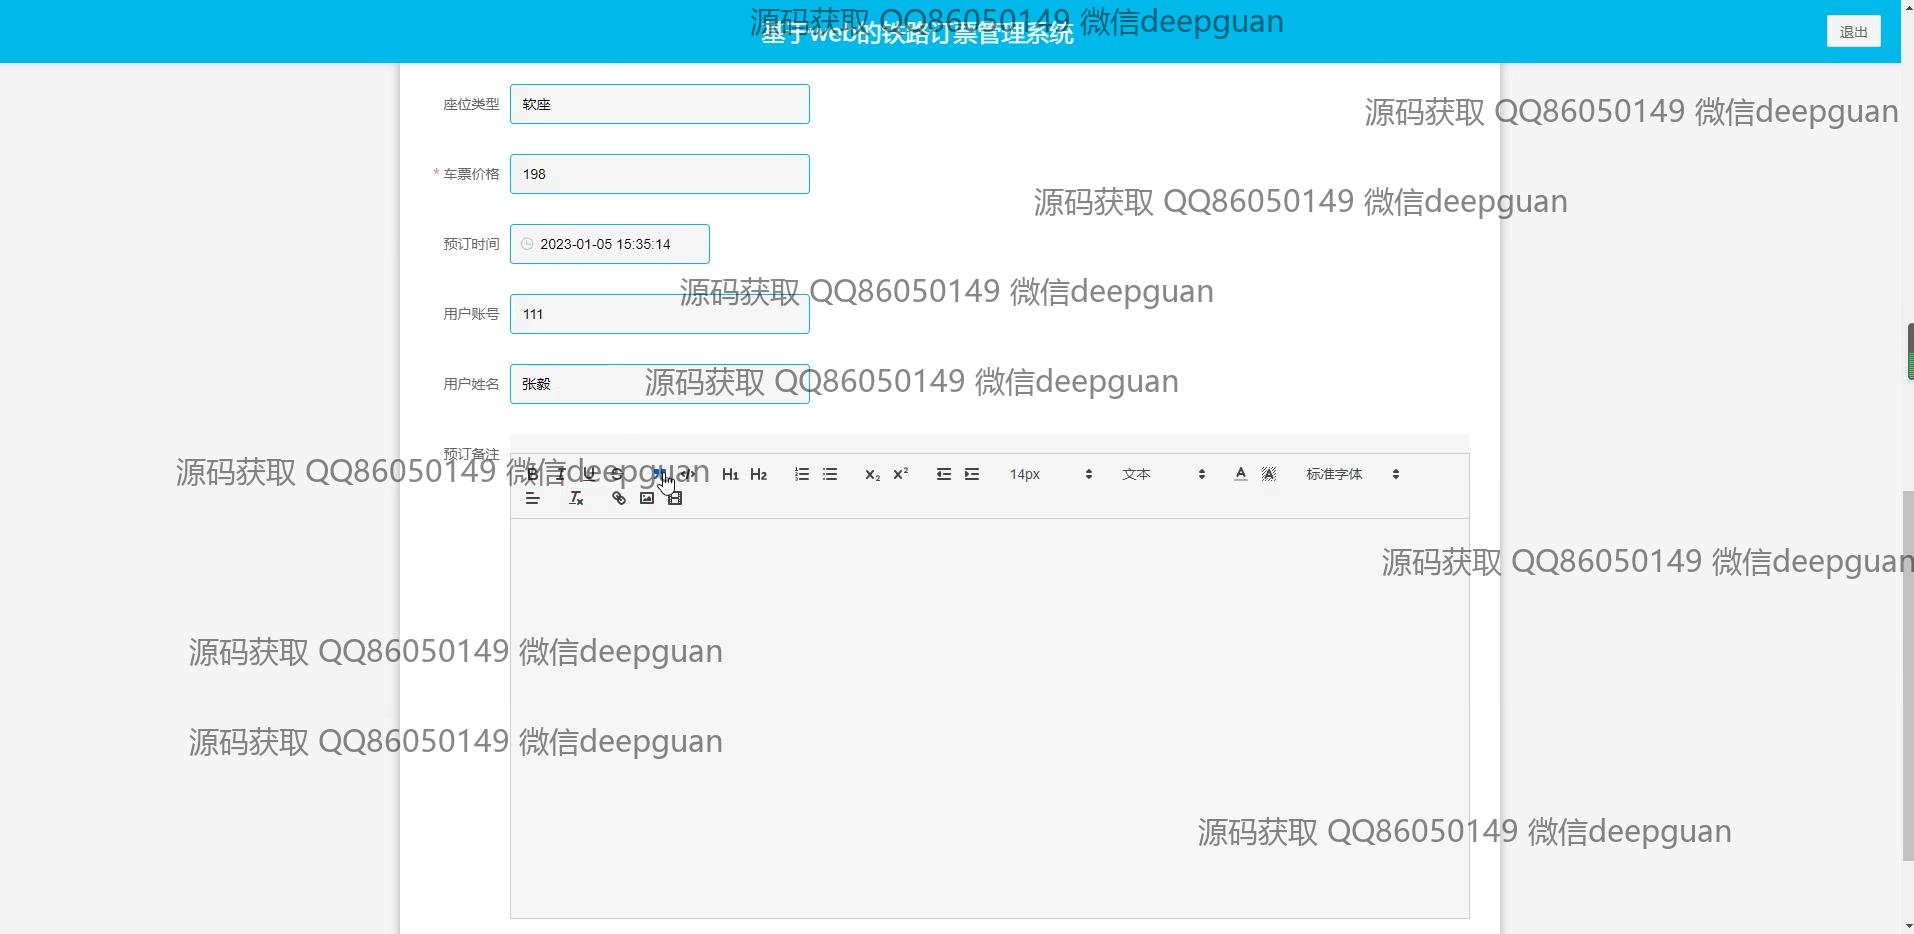 源码获取 QQ86050149 微信deepguan
基于web的铁路订票管理系统
退出
座位类型 软座
源码获取 QQ86050149 微信deepguan
* 车票价格 198
源码获取 QQ86050149 微信deepguan
预订时间 2023-01-05 15:35:14
源码获取 QQ86050149 微信deepguan
用户账号 111
用户姓名 张毅
源码获取 QQ86050149 微信deepguan
预订备注
源码获取 QQ86050149 微信deepguan
B I U S H1 H2 X2 X2 14px 文本 A A 标准字体
Tx
源码获取 QQ86050149 微信deepguan
源码获取 QQ86050149 微信deepguan
源码获取 QQ86050149 微信deepguan
源码获取 QQ86050149 微信deepguan